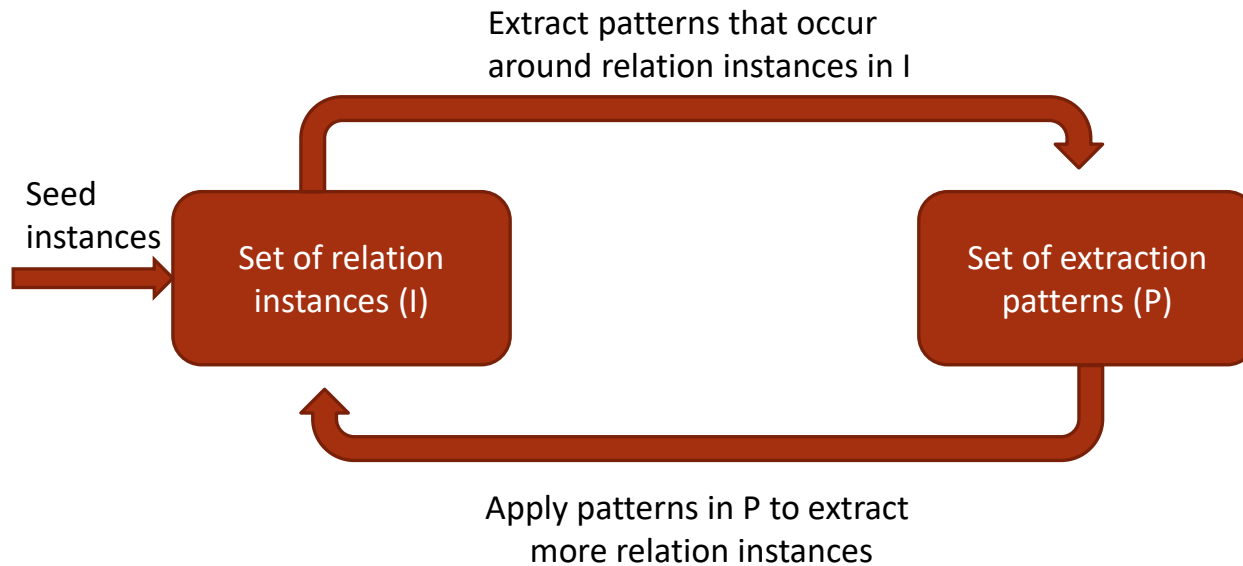 Extract patterns that occur
around relation instances in I
Seed
instances
Set of relation
instances (I)
Set of extraction
patterns (P)
Apply patterns in P to extract
more relation instances